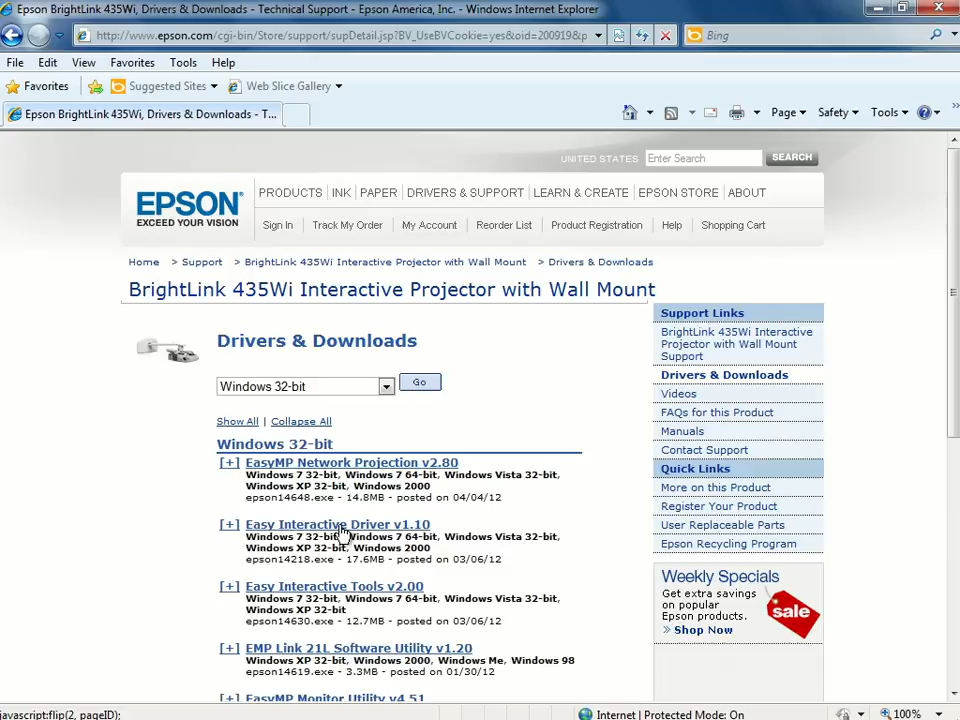 Epson BrightLink 435Wi, Drivers & Downloads - Technical Support - Epson America, Inc. - Windows Internet Explorer
http://www.epson.com/cgi-bin/Store/support/supDetail.jsp?BV_UseBVCookie=yes&oid=200919&p
Bing
File Edit View Favorites Tools Help
Favorites Suggested Sites Web Slice Gallery
Epson BrightLink 435Wi, Drivers & Downloads - T...
Page Safety Tools
UNITED STATES Enter Search SEARCH
EPSON
EXCEED YOUR VISION
PRODUCTS INK PAPER DRIVERS & SUPPORT LEARN & CREATE EPSON STORE ABOUT
Sign In Track My Order My Account Reorder List Product Registration Help Shopping Cart
Home > Support > BrightLink 435Wi Interactive Projector with Wall Mount > Drivers & Downloads
BrightLink 435Wi Interactive Projector with Wall Mount
Drivers & Downloads
Windows 32-bit Go
Show All | Collapse All
Windows 32-bit
[+] EasyMP Network Projection v2.80
Windows 7 32-bit, Windows 7 64-bit, Windows Vista 32-bit,
Windows XP 32-bit, Windows 2000
epson14648.exe - 14.8MB - posted on 04/04/12
[+] Easy Interactive Driver v1.10
Windows 7 32-bit, Windows 7 64-bit, Windows Vista 32-bit,
Windows XP 32-bit, Windows 2000
epson14218.exe - 17.6MB - posted on 03/06/12
[+] Easy Interactive Tools v2.00
Windows 7 32-bit, Windows 7 64-bit, Windows Vista 32-bit,
Windows XP 32-bit
epson14630.exe - 12.7MB - posted on 03/06/12
[+] EMP Link 21L Software Utility v1.20
Windows XP 32-bit, Windows 2000, Windows Me, Windows 98
epson14619.exe - 3.3MB - posted on 01/30/12
[+] EasyMP Monitor Utility v4.51
Support Links
BrightLink 435Wi Interactive
Projector with Wall Mount
Support
Drivers & Downloads
Videos
FAQs for this Product
Manuals
Contact Support
Quick Links
More on this Product
Register Your Product
User Replaceable Parts
Epson Recycling Program
Weekly Specials
Get extra savings
on popular
Epson products.
» Shop Now
sale
javascript:flip(2, pageID);
Internet | Protected Mode: On
100%